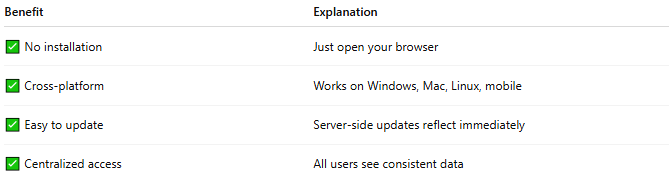 Benefit Explanation
✅ No installation Just open your browser
✅ Cross-platform Works on Windows, Mac, Linux, mobile
✅ Easy to update Server-side updates reflect immediately
✅ Centralized access All users see consistent data